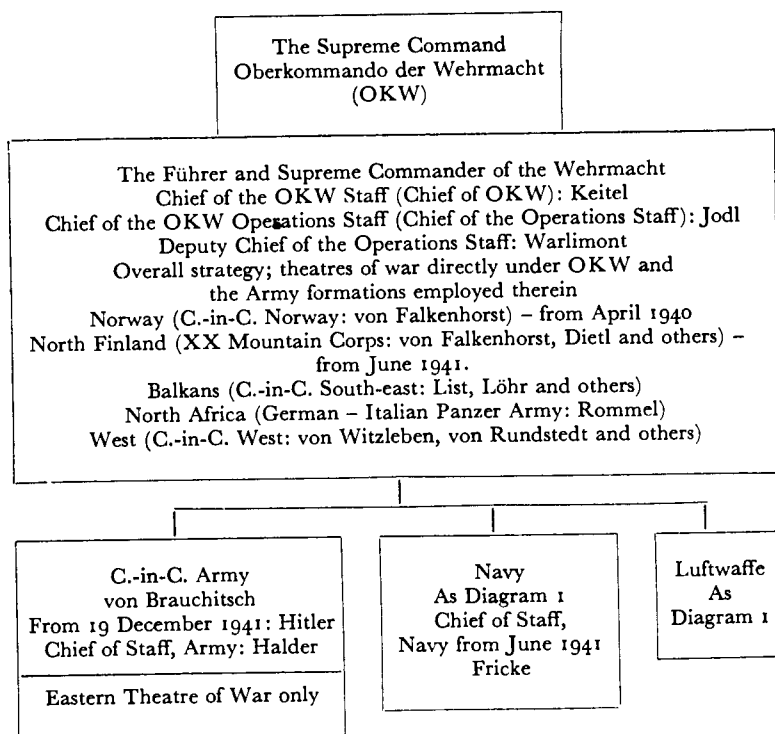 The Supreme Command
Oberkommando der Wehrmacht
(OKW)
The Führer and Supreme Commander of the Wehrmacht
Chief of the OKW Staff (Chief of OKW): Keitel
Chief of the OKW Operations Staff (Chief of the Operations Staff): Jodl
Deputy Chief of the Operations Staff: Warlimont
Overall strategy; theatres of war directly under OKW and
the Army formations employed therein
Norway (C.-in-C. Norway: von Falkenhorst) – from April 1940
North Finland (XX Mountain Corps: von Falkenhorst, Dietl and others) –
from June 1941.
Balkans (C.-in-C. South-east: List, Löhr and others)
North Africa (German – Italian Panzer Army: Rommel)
West (C.-in-C. West: von Witzleben, von Rundstedt and others)
C.-in-C. Army
von Brauchitsch
From 19 December 1941: Hitler
Chief of Staff, Army: Halder
Eastern Theatre of War only
Navy
As Diagram 1
Chief of Staff,
Navy from June 1941
Fricke
Luftwaffe
As
Diagram 1